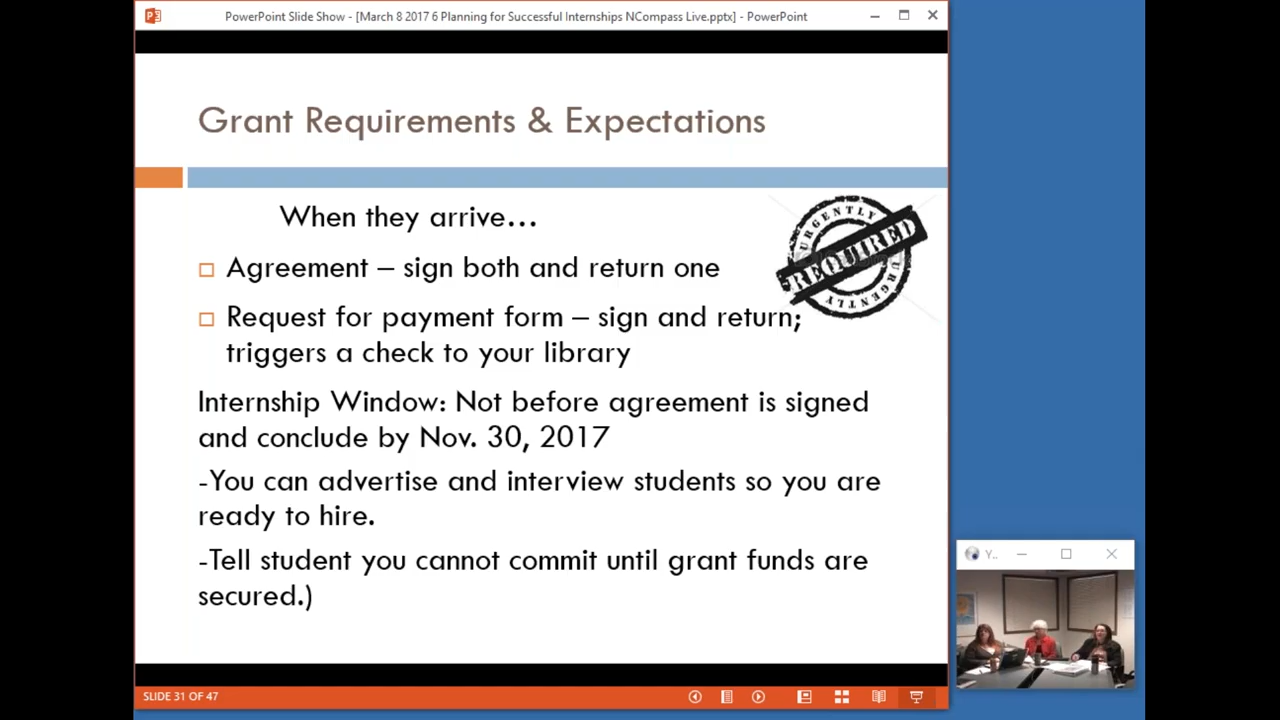 PowerPoint Slide Show - [March 8 2017 6 Planning for Successful Internships NCompass Live.pptx] - PowerPoint
Grant Requirements & Expectations
When they arrive...
URGENTLY
REQUIRED
URGENTLY
Agreement – sign both and return one
Request for payment form – sign and return;
triggers a check to your library
Internship Window: Not before agreement is signed
and conclude by Nov. 30, 2017
-You can advertise and interview students so you are
ready to hire.
-Tell student you cannot commit until grant funds are
secured.)
Y..
SLIDE 31 OF 47